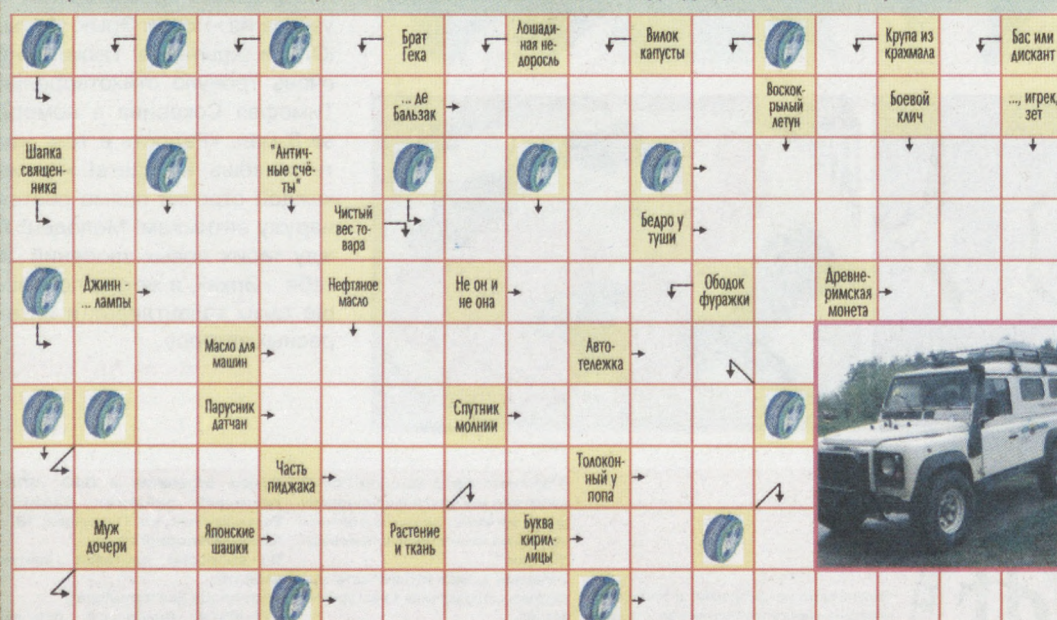 Брат
Гека
Лошади-
ная не-
доросль
Вилок
капусты
Крупа из
крахмала
Бас или
дискант
... де
Бальзак
Воскок-
рылый
летун
Боевой
клич
..., игрек,
зет
Шапка
священ-
ника
"Антич-
ные счё-
ты"
Чистый
вес то-
вара
Бедро у
туши
Джинн
... лампы
Нефтяное
масло
Не он и
не она
Ободок
фуражки
Древне-
римская
монета
Масло для
машин
Авто-
тележка
Парусник
датчан
Спутник
молнии
Часть
пиджака
Толокон-
ный у
попа
Муж
дочери
Японские
шашки
Растение
и ткань
Буква
кирил-
лицы